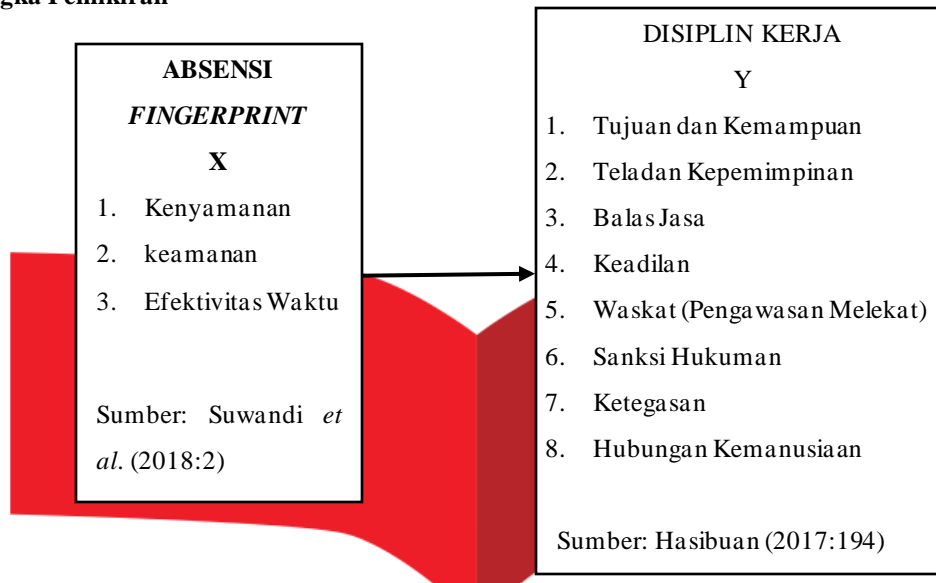 Pemikiran
ABSENSI
FINGERPRINT
X
1. Kenyamanan
2. keamanan
3. Efektivitas Waktu
Sumber: Suwandi et
al. (2018:2)
DISIPLIN KERJA
Y
1. Tujuan dan Kemampuan
2. Teladan Kepemimpinan
3. Balas Jasa
4. Keadilan
5. Waskat (Pengawasan Melekat)
6. Sanksi Hukuman
7. Ketegasan
8. Hubungan Kemanusiaan
Sumber: Hasibuan (2017:194)